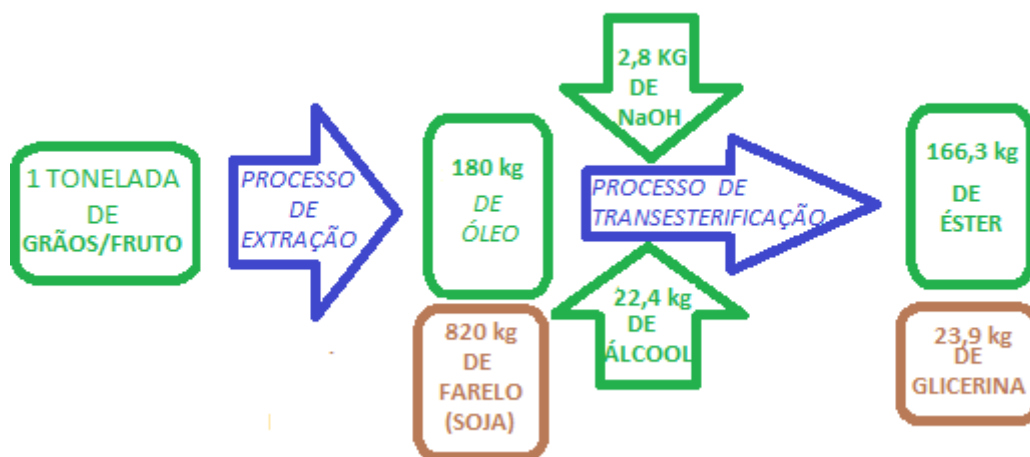 1 TONELADA
DE
GRÃOS/FRUTO
PROCESSO
DE
EXTRAÇÃO
180 kg
DE
ÓLEO
820 kg
DE
FARELO
(SOJA)
2,8 KG
DE
NaOH
PROCESSO DE
TRANSESTERIFICAÇÃO
22,4 kg
DE
ÁLCOOL
166,3 kg
DE
ÉSTER
23,9 kg
DE
GLICERINA